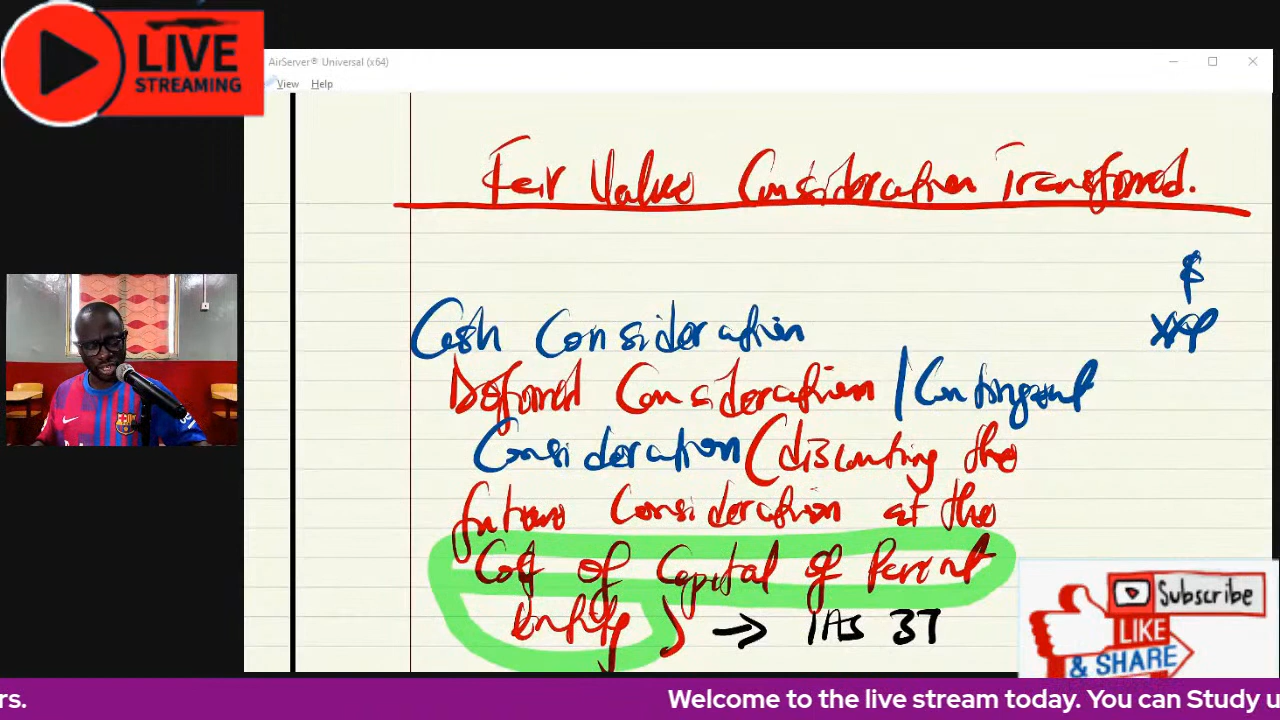 LIVE
STREAMING
AirServer® Universal (x64)
View Help
Fair Value Consideration Transferred.
$
Cash Consideration xxx
Deferred Consideration / Contingent
Consideration (discounting the
future Consideration at the
Cost of Capital of Parent
entity) → IAS 37
Subscribe
LIKE
& SHARE
rs. Welcome to the live stream today. You can Study u